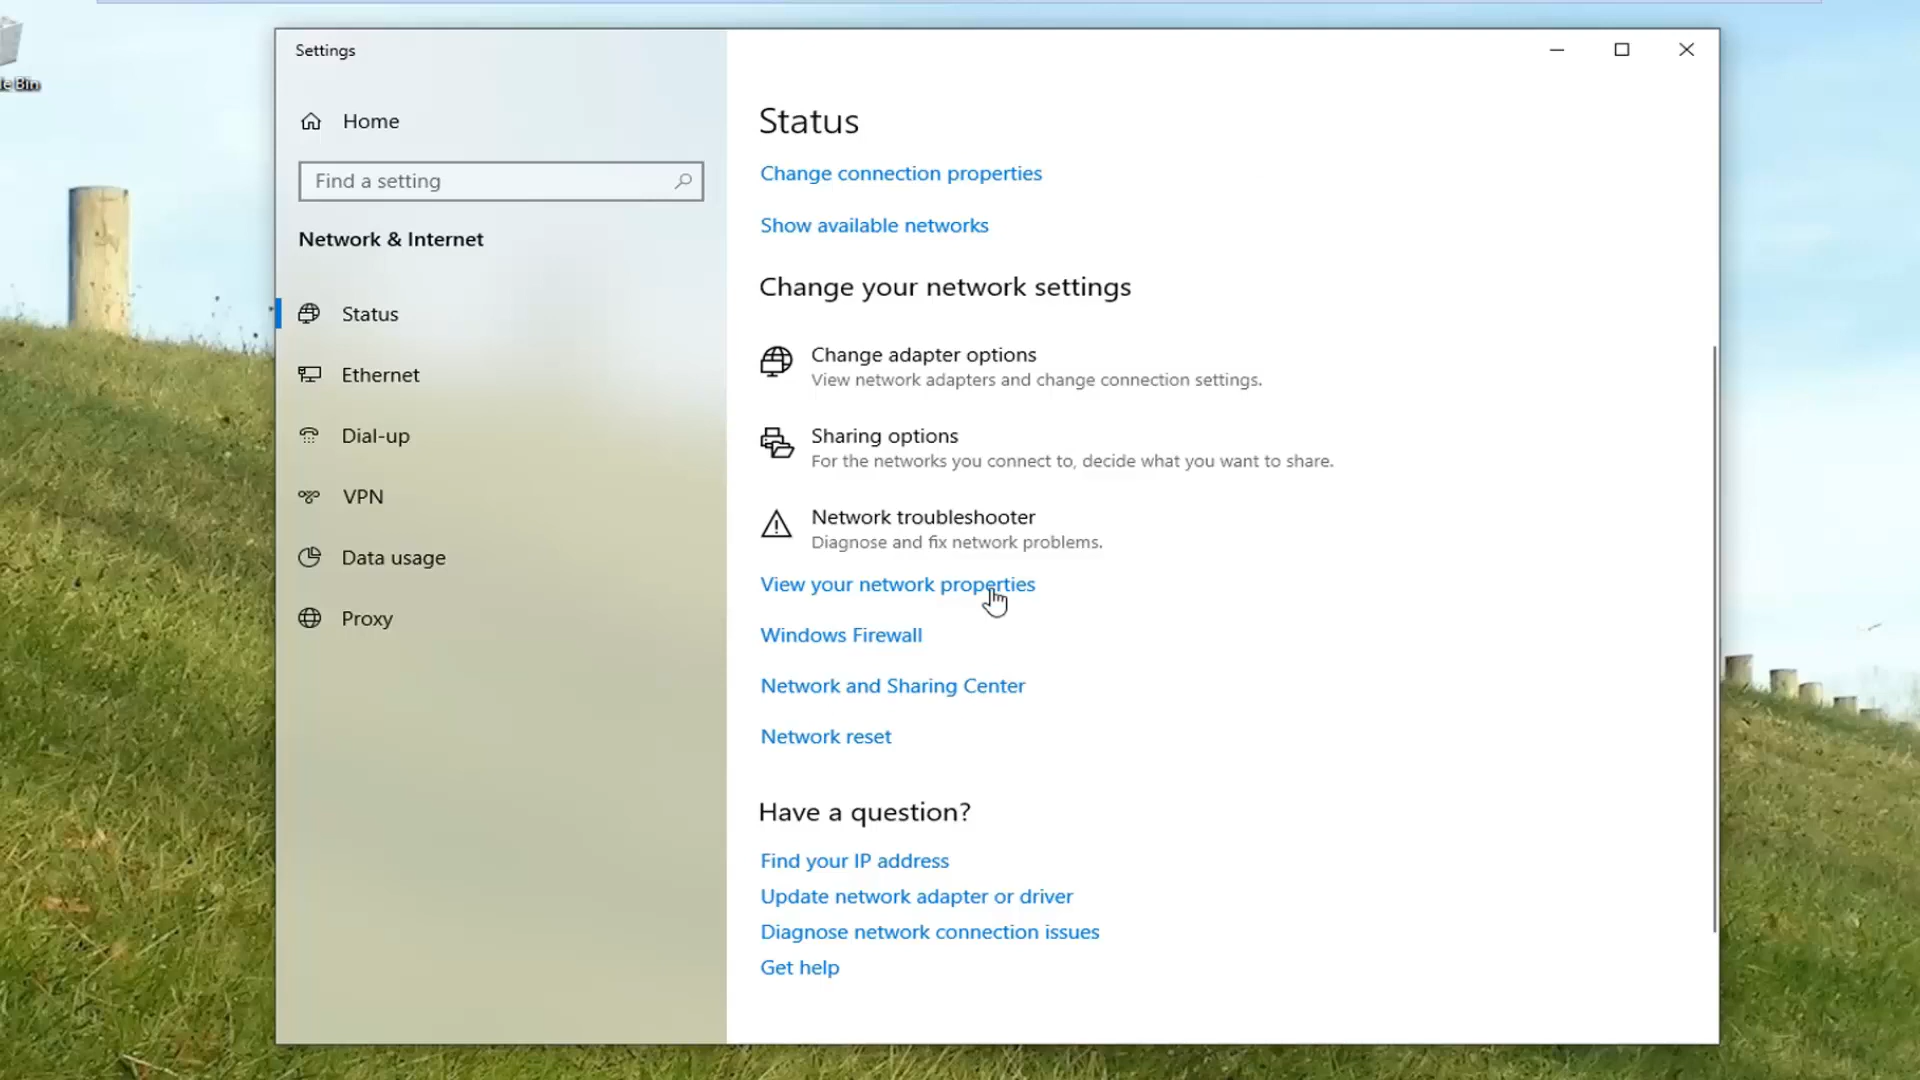 le Bin
Settings
Home
Find a setting
Network & Internet
Status
Ethernet
Dial-up
VPN
Data usage
Proxy
Status
Change connection properties
Show available networks
Change your network settings
Change adapter options
View network adapters and change connection settings.
Sharing options
For the networks you connect to, decide what you want to share.
Network troubleshooter
Diagnose and fix network problems.
View your network properties
Windows Firewall
Network and Sharing Center
Network reset
Have a question?
Find your IP address
Update network adapter or driver
Diagnose network connection issues
Get help